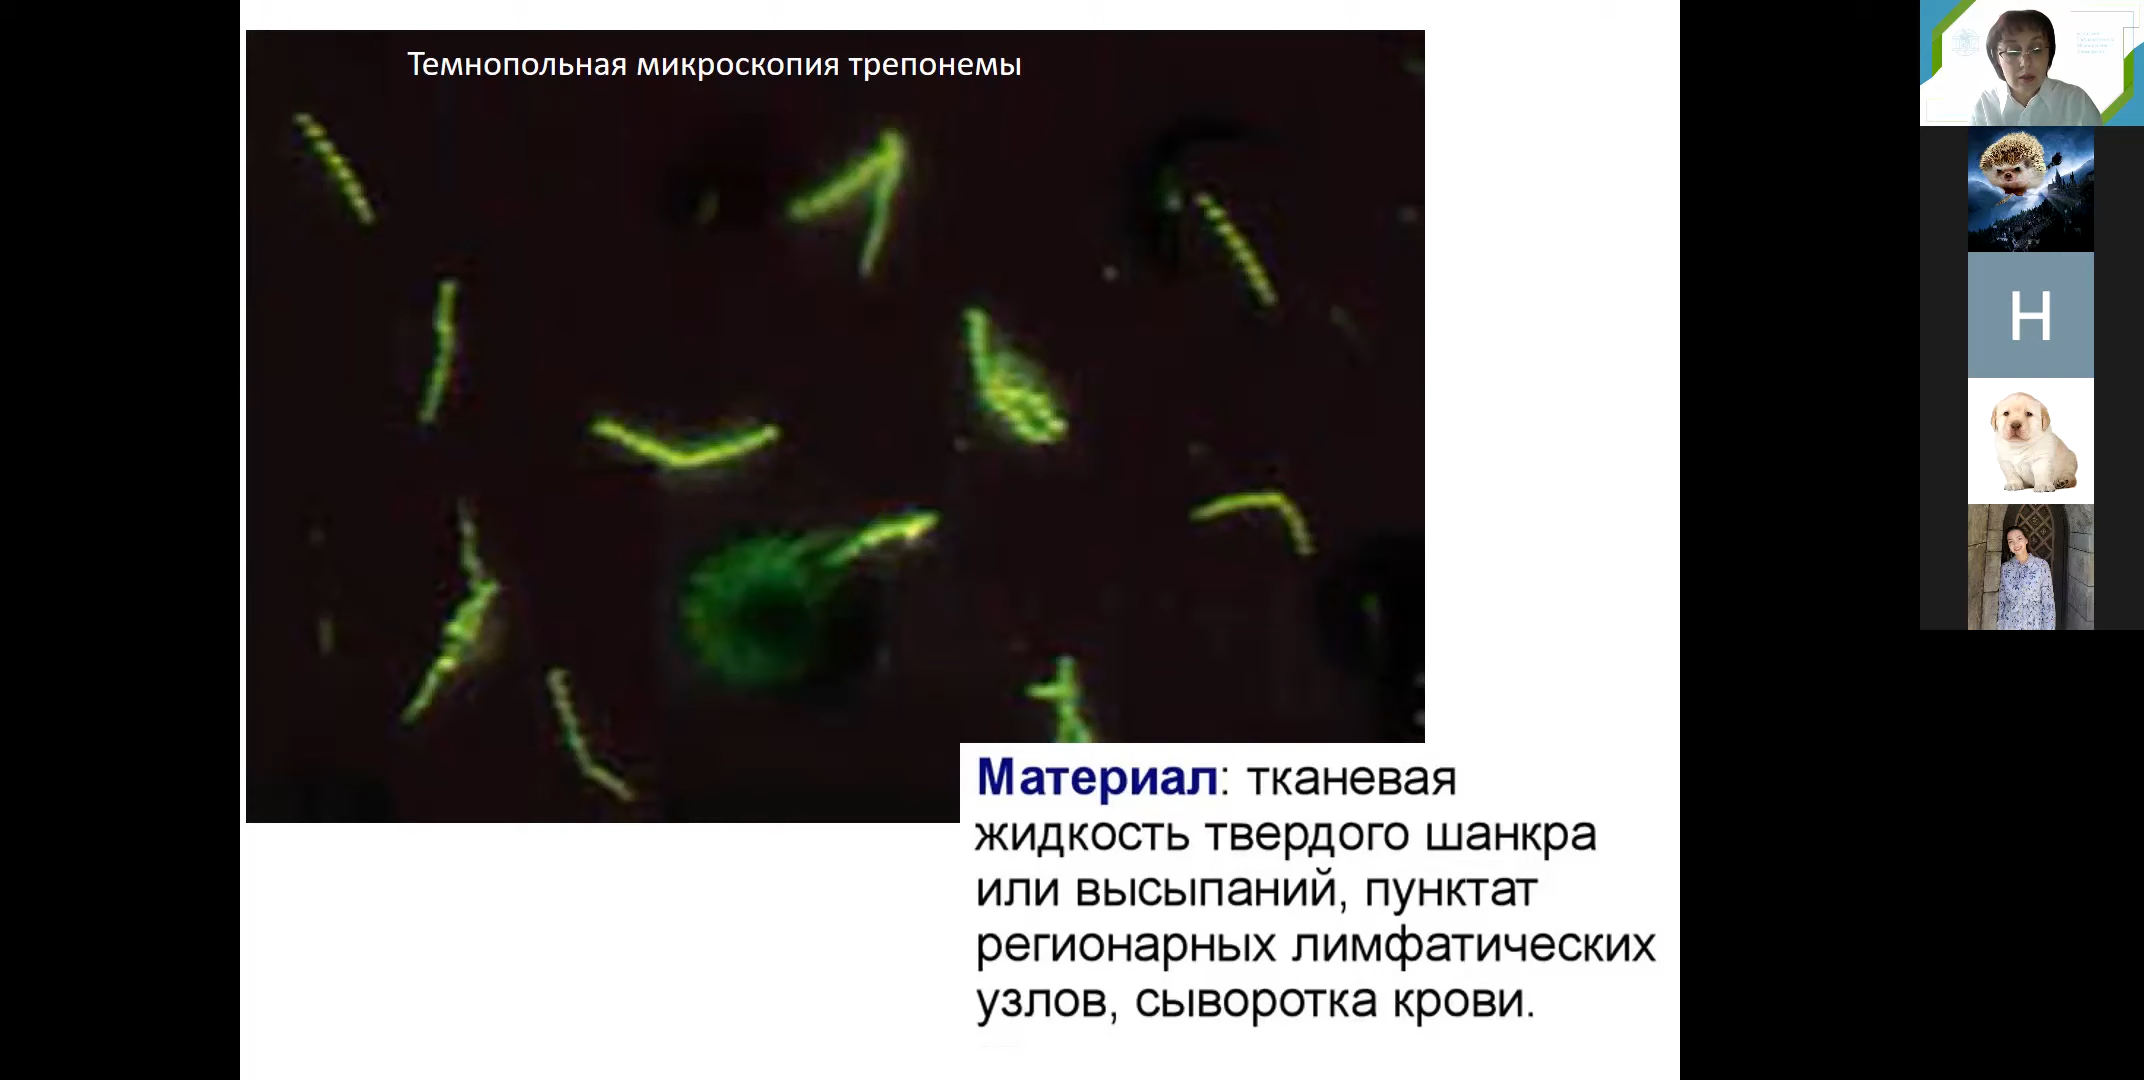 Темнопольная микроскопия трепонемы
Материал: тканевая
жидкость твердого шанкра
или высыпаний, пунктат
регионарных лимфатических
узлов, сыворотка крови.
Н